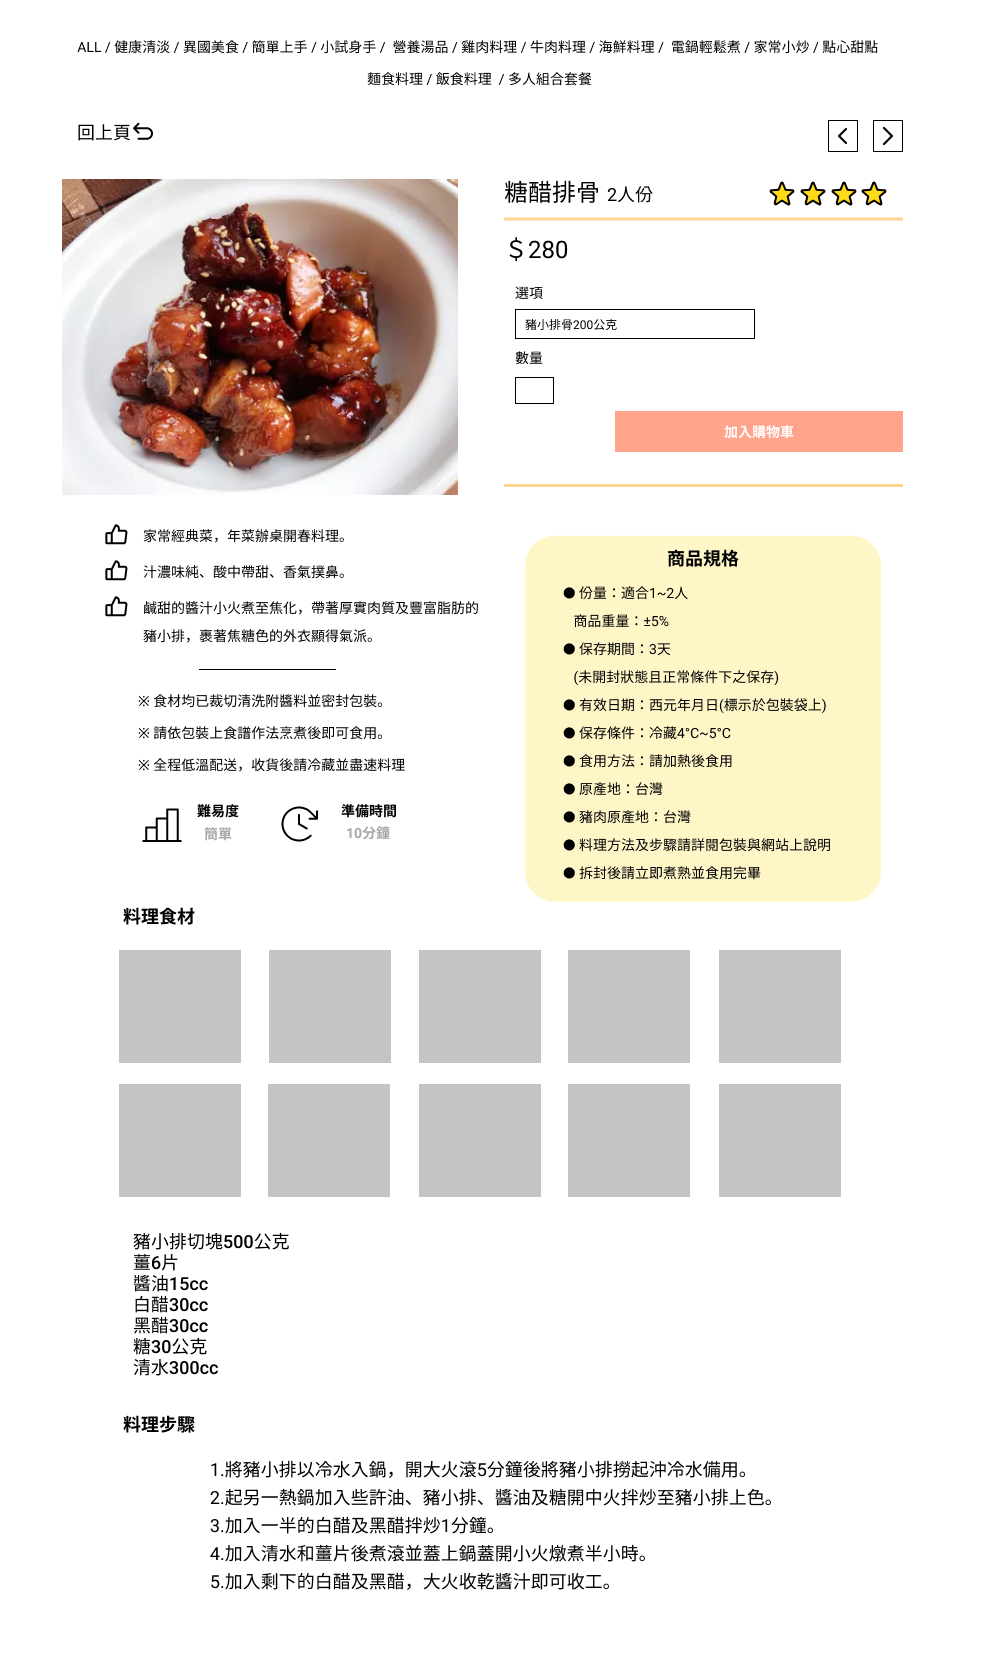 ALL / 健康清淡 / 異國美食 / 簡單上手 / 小試身手 / 營養湯品 / 雞肉料理 / 牛肉料理 / 海鮮料理 / 電鍋輕鬆煮 / 家常小炒 / 點心甜點
麵食料理 / 飯食料理 / 多人組合套餐
回上頁
糖醋排骨 2人份
＄280
選項
豬小排骨200公克
數量
加入購物車
家常經典菜，年菜辦桌開春料理。
汁濃味純、酸中帶甜、香氣撲鼻。
鹹甜的醬汁小火煮至焦化，帶著厚實肉質及豐富脂肪的
豬小排，裹著焦糖色的外衣顯得氣派。
※ 食材均已裁切清洗附醬料並密封包裝。
※ 請依包裝上食譜作法烹煮後即可食用。
※ 全程低溫配送，收貨後請冷藏並盡速料理
難易度
簡單
準備時間
10分鐘
商品規格
● 份量：適合1~2人
商品重量：±5%
● 保存期間：3天
(未開封狀態且正常條件下之保存)
● 有效日期：西元年月日(標示於包裝袋上)
● 保存條件：冷藏4°C~5°C
● 食用方法：請加熱後食用
● 原產地：台灣
● 豬肉原產地：台灣
● 料理方法及步驟請詳閱包裝與網站上說明
● 拆封後請立即煮熟並食用完畢
料理食材
豬小排切塊500公克
薑6片
醬油15cc
白醋30cc
黑醋30cc
糖30公克
清水300cc
料理步驟
1.將豬小排以冷水入鍋，開大火滾5分鐘後將豬小排撈起沖冷水備用。
2.起另一熱鍋加入些許油、豬小排、醬油及糖開中火拌炒至豬小排上色。
3.加入一半的白醋及黑醋拌炒1分鐘。
4.加入清水和薑片後煮滾並蓋上鍋蓋開小火燉煮半小時。
5.加入剩下的白醋及黑醋，大火收乾醬汁即可收工。